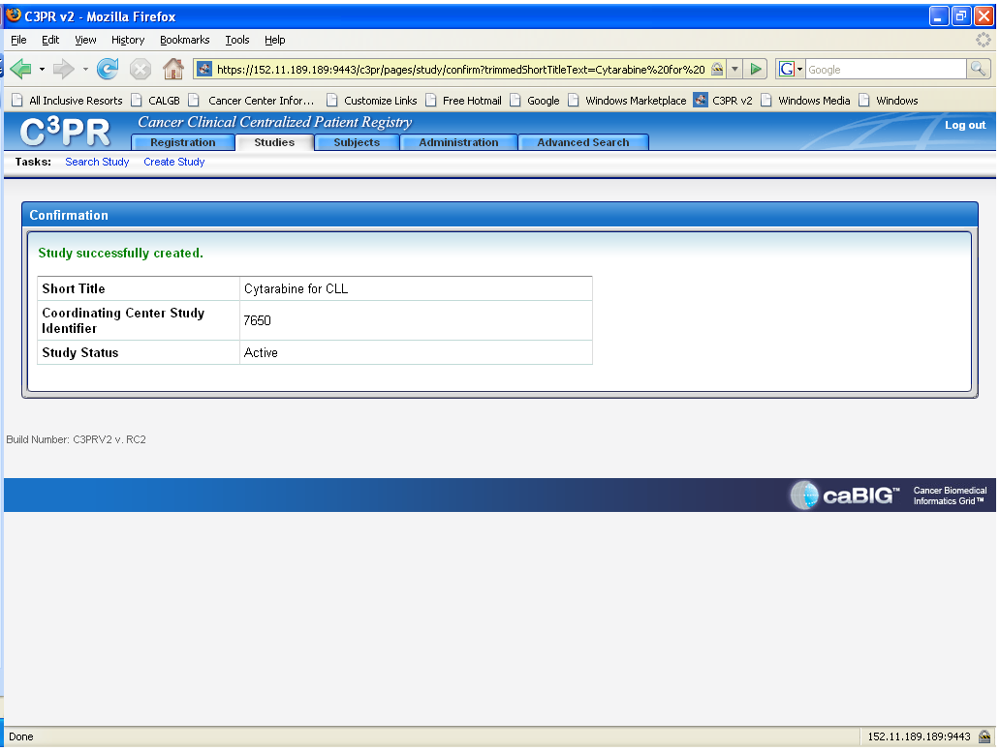 C3PR v2 - Mozilla Firefox
File Edit View History Bookmarks Tools Help
https://152.11.189.189:9443/c3pr/pages/study/confirm?trimmedShortTitleText=Cytarabine%20for%20 G Google
All Inclusive Resorts CALGB Cancer Center Infor... Customize Links Free Hotmail Google Windows Marketplace C3PR v2 Windows Media Windows
C3PR Cancer Clinical Centralized Patient Registry Log out
Registration Studies Subjects Administration Advanced Search
Tasks: Search Study Create Study
Confirmation
Study successfully created.
Short Title Cytarabine for CLL
Coordinating Center Study
Identifier 7650
Study Status Active
Build Number: C3PRV2 v. RC2
caBIG™ Cancer Biomedical
Informatics Grid™
Done 152.11.189.189:9443